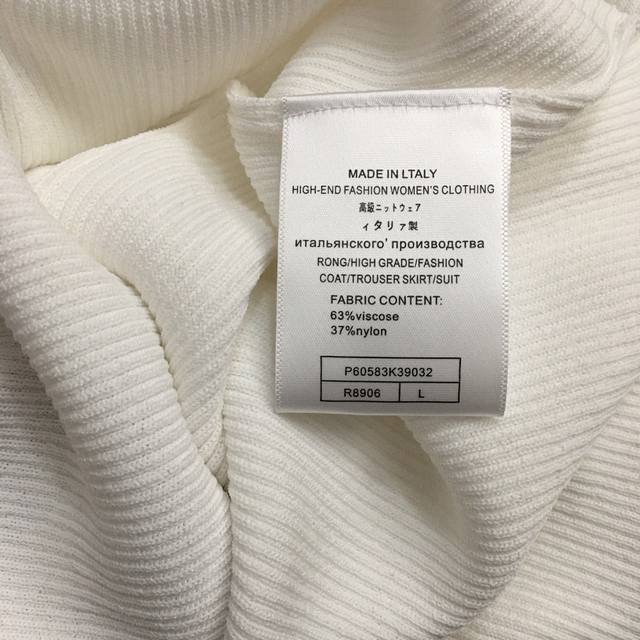 MADE IN LTALY
HIGH-END FASHION WOMEN'S CLOTHING
高級ニットウェア
ィタリァ製
итальянского' производства
RONG/HIGH GRADE/FASHION
COAT/TROUSER SKIRT/SUIT
FABRIC CONTENT:
63%viscose
37%nylon
P60583K39032
R8906 L